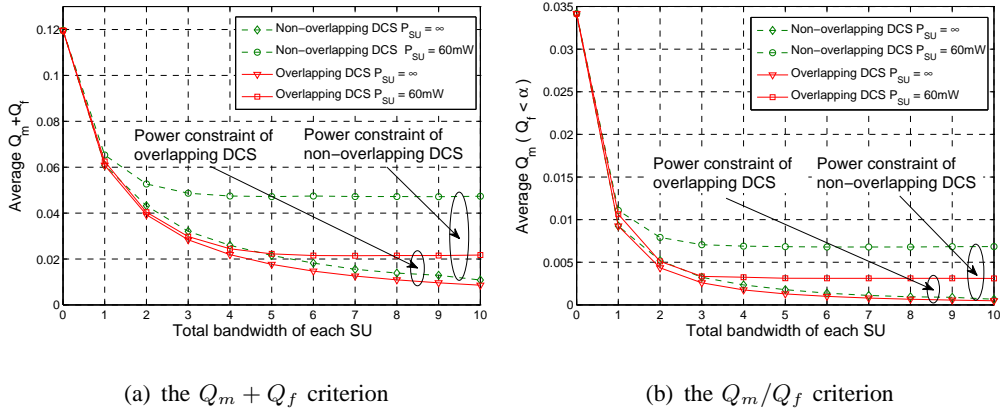 0.12
0.1
0.08
0.06
0.04
0.02
0
0 1 2 3 4 5 6 7 8 9 10
Average Q_m+Q_f
Total bandwidth of each SU
Non−overlapping DCS P_SU = ∞
Non−overlapping DCS P_SU = 60mW
Overlapping DCS P_SU = ∞
Overlapping DCS P_SU = 60mW
Power constraint of
overlapping DCS
Power constraint of
non−overlapping DCS
(a) the Q_m + Q_f criterion
0.035
0.03
0.025
0.02
0.015
0.01
0.005
0
0 1 2 3 4 5 6 7 8 9 10
Average Q_m ( Q_f < α)
Total bandwidth of each SU
Non−overlapping DCS P_SU = ∞
Non−overlapping DCS P_SU = 60mW
Overlapping DCS P_SU = ∞
Overlapping DCS P_SU = 60mW
Power constraint of
overlapping DCS
Power constraint of
non−overlapping DCS
(b) the Q_m/Q_f criterion